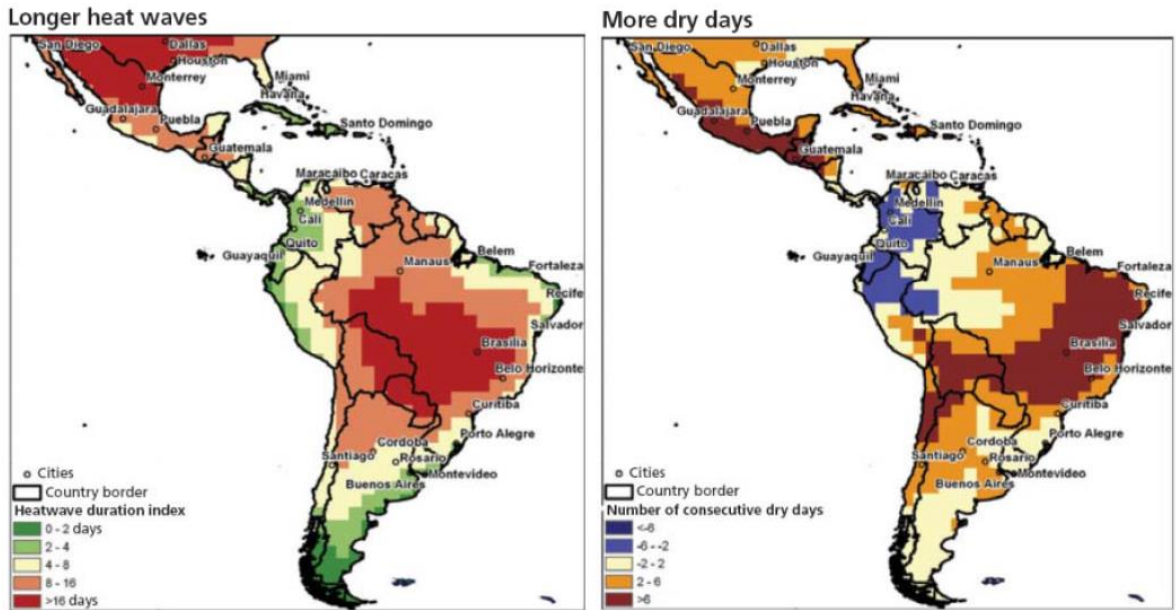 Longer heat waves
San Diego
Dallas
Houston
Monterrey
Miami
Havana
Guadalajara
Puebla
Santo Domingo
Guatemala
Maracáibo Caracas
Medellin
Cali
Quito
Guayaquil
Belem
Manaus
Fortaleza
Recife
Salvador
Brasilia
Belo Horizonte
Curitiba
Porto Alegre
Cordoba
Santiago
Rosario
Montevideo
Buenos Aires
Cities
Country border
Heatwave duration index
0 - 2 days
2 - 4
4 - 8
8 - 16
>16 days
More dry days
San Diego
Dallas
Houston
Monterrey
Miami
Havana
Guadalajara
Puebla
Santo Domingo
Guatemala
Maracáibo Caracas
Medellin
Cali
Quito
Guayaquil
Belem
Manaus
Fortaleza
Recife
Salvador
Brasilia
Belo Horizonte
Curitiba
Porto Alegre
Cordoba
Santiago
Rosario
Montevideo
Buenos Aires
Cities
Country border
Number of consecutive dry days
<-6
-6 - -2
-2 - 2
2 - 6
>6